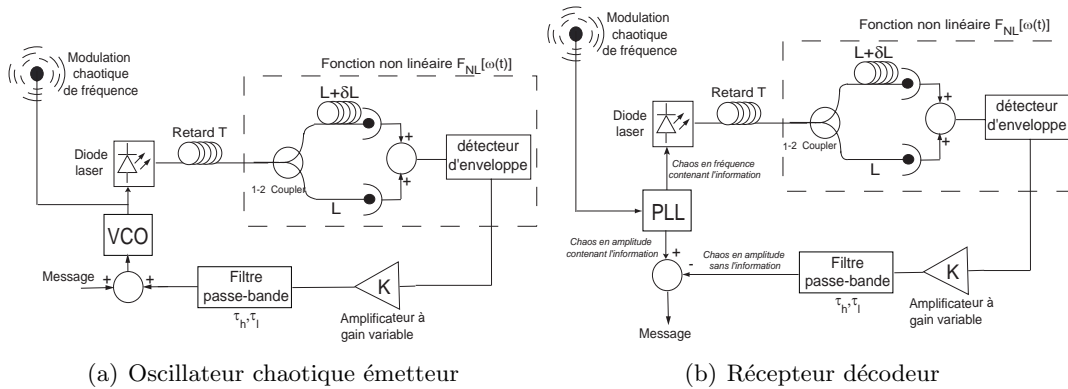 Modulation
chaotique
de fréquence
Fonction non linéaire F_NL[ω(t)]
L+δL
Retard T
Diode
laser
1-2 Coupler
L
+
+
détecteur
d'enveloppe
VCO
Message
+
+
Filtre
passe-bande
τ_h,τ_l
K
Amplificateur à
gain variable
(a) Oscillateur chaotique émetteur
Modulation
chaotique
de fréquence
Fonction non linéaire F_NL[ω(t)]
L+δL
Retard T
Diode
laser
1-2 Coupler
L
+
+
détecteur
d'enveloppe
Chaos en fréquence
contenant l'information
PLL
Chaos en amplitude
contenant l'information
+
-
Chaos en amplitude
sans l'information
Filtre
passe-bande
τ_h,τ_l
K
Amplificateur à
gain variable
Message
(b) Récepteur décodeur